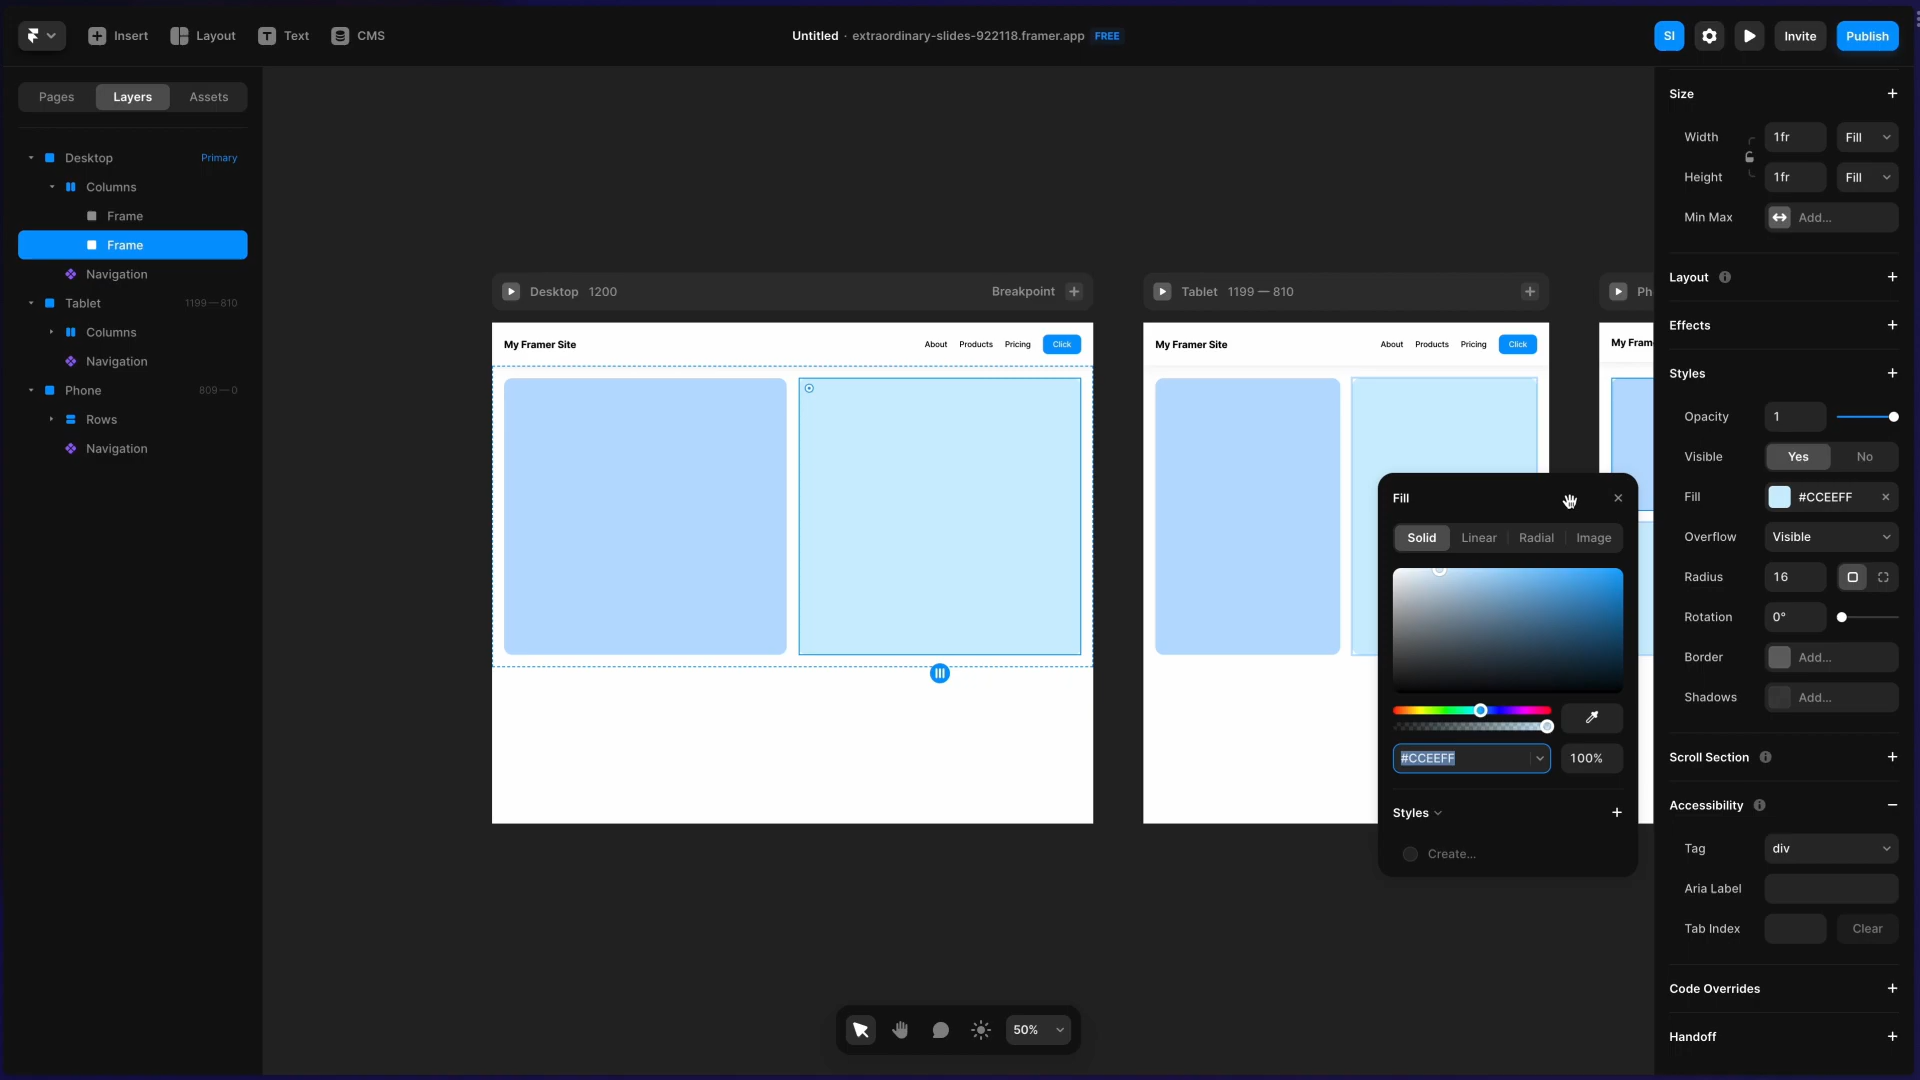 Insert
Layout
Text
CMS
Untitled · extraordinary-slides-922118.framer.app FREE
SI
Invite
Publish
Pages
Layers
Assets
Desktop Primary
Columns
Frame
Frame
Navigation
Tablet 1199 — 810
Columns
Navigation
Phone 809 — 0
Rows
Navigation
Desktop 1200
Breakpoint
My Framer Site
About
Products
Pricing
Click
Tablet 1199 — 810
My Framer Site
About
Products
Pricing
Click
Ph
My Fram
Fill
Solid
Linear
Radial
Image
#CCEEFF
100%
Styles
Create...
50%
Size
Width 1fr Fill
Height 1fr Fill
Min Max Add...
Layout
Effects
Styles
Opacity 1
Visible Yes No
Fill #CCEEFF
Overflow Visible
Radius 16
Rotation 0°
Border Add...
Shadows Add...
Scroll Section
Accessibility
Tag div
Aria Label
Tab Index Clear
Code Overrides
Handoff